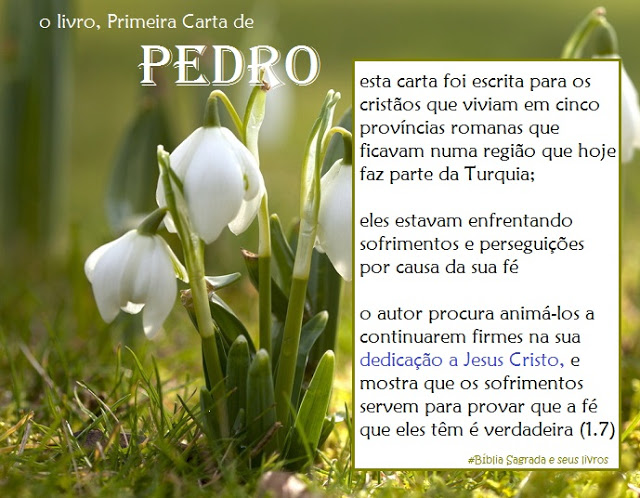 o livro, Primeira Carta de
PEDRO
esta carta foi escrita para os
cristãos que viviam em cinco
províncias romanas que
ficavam numa região que hoje
faz parte da Turquia;
eles estavam enfrentando
sofrimentos e perseguições
por causa da sua fé
o autor procura animá-los a
continuarem firmes na sua
dedicação a Jesus Cristo, e
mostra que os sofrimentos
servem para provar que a fé
que eles têm é verdadeira (1.7)
#Bíblia Sagrada e seus livros